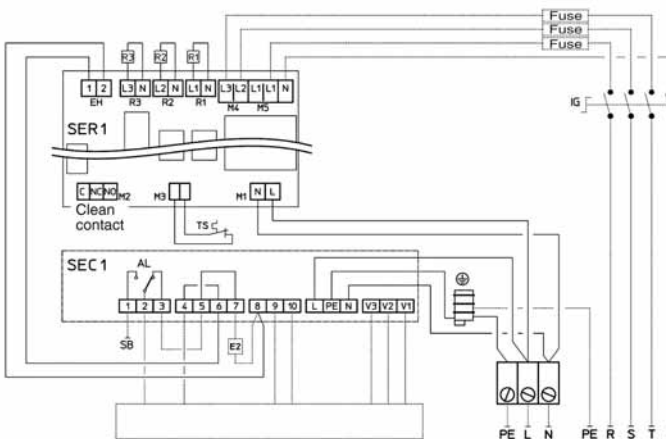 Fuse
Fuse
Fuse
R3 R2 R1
1 2 L3 N L2 N L1 N L3 L2 L1 L1 N
EH R3 R2 R1 M4 M5
IG
SER1
C NC NO M2 M3 M1 N L
Clean
contact
TS
SEC1
AL
1 2 3 4 5 6 7 8 9 10 L PE N V3 V2 V1
SB E2
PE L N PE R S T